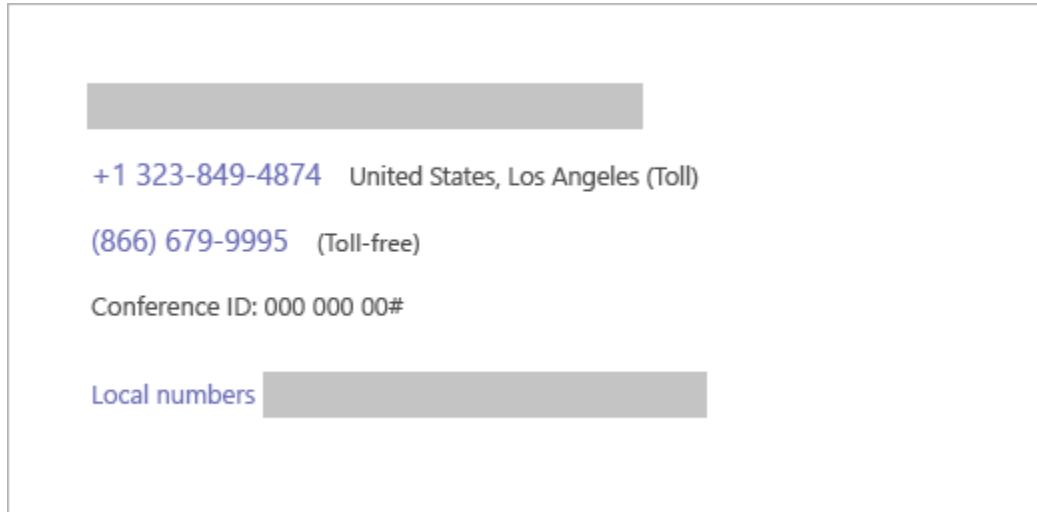 +1 323-849-4874 United States, Los Angeles (Toll)
(866) 679-9995 (Toll-free)
Conference ID: 000 000 00#
Local numbers